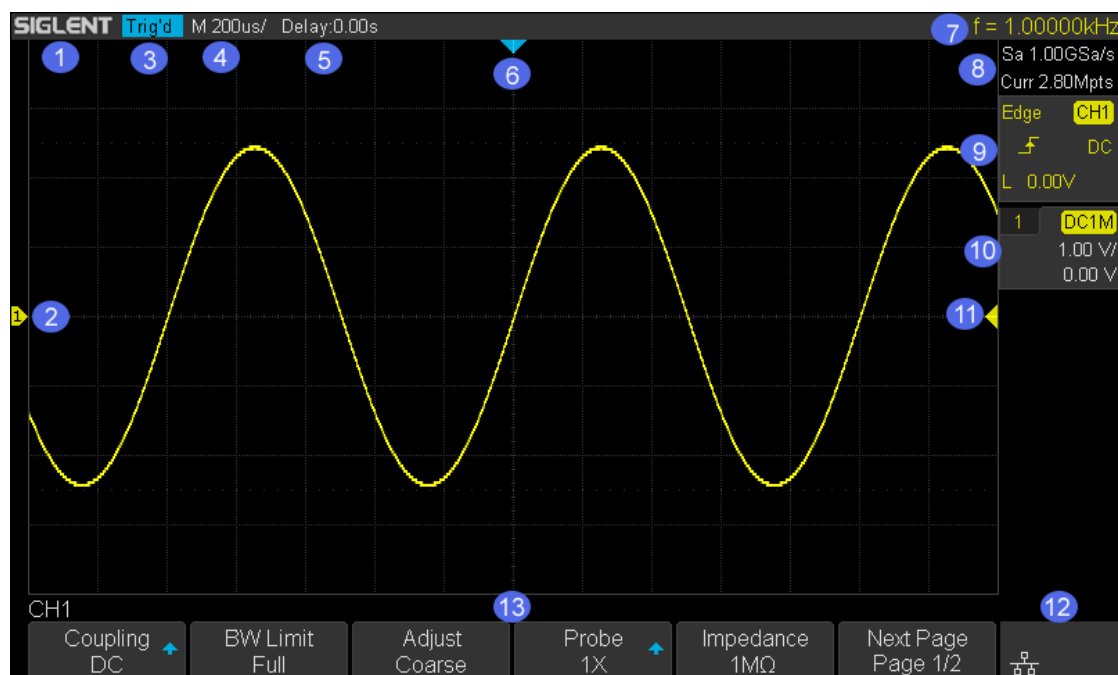 SIGLENT Trig'd M 200us/ Delay:0.00s f = 1.00000kHz
1 3 4 5 6 7 8
Sa 1.00GSa/s
Curr 2.80Mpts
Edge CH1
9 DC
L 0.00V
1 DC1M
10 1.00 V/
0.00 V
1 2 11
CH1 13 12
Coupling BW Limit Adjust Probe Impedance Next Page
DC Full Coarse 1X 1MΩ Page 1/2